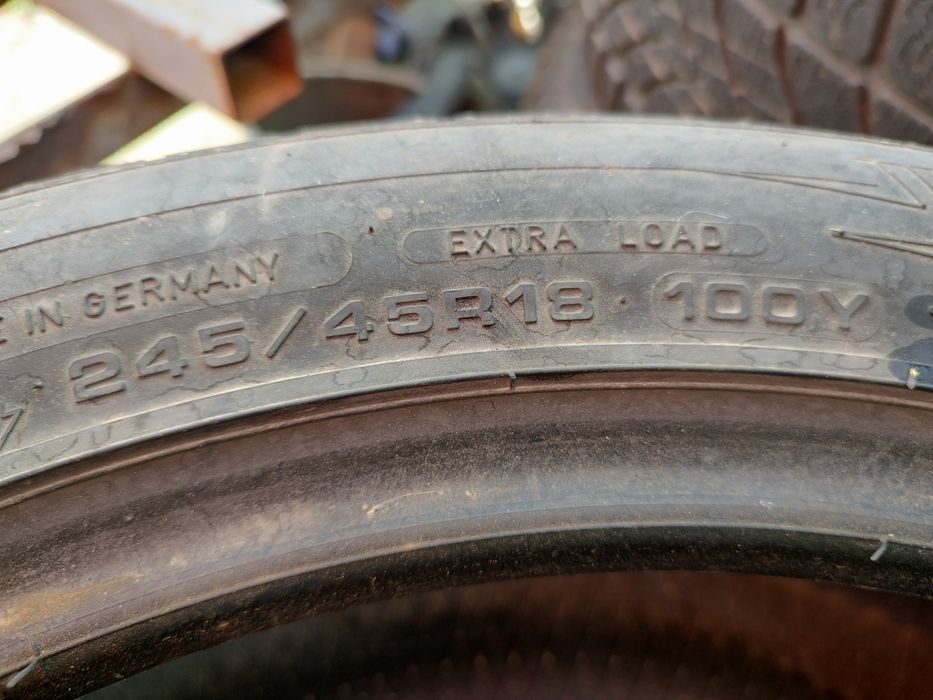 EXTRA LOAD
IN GERMANY
245/45R18 100Y